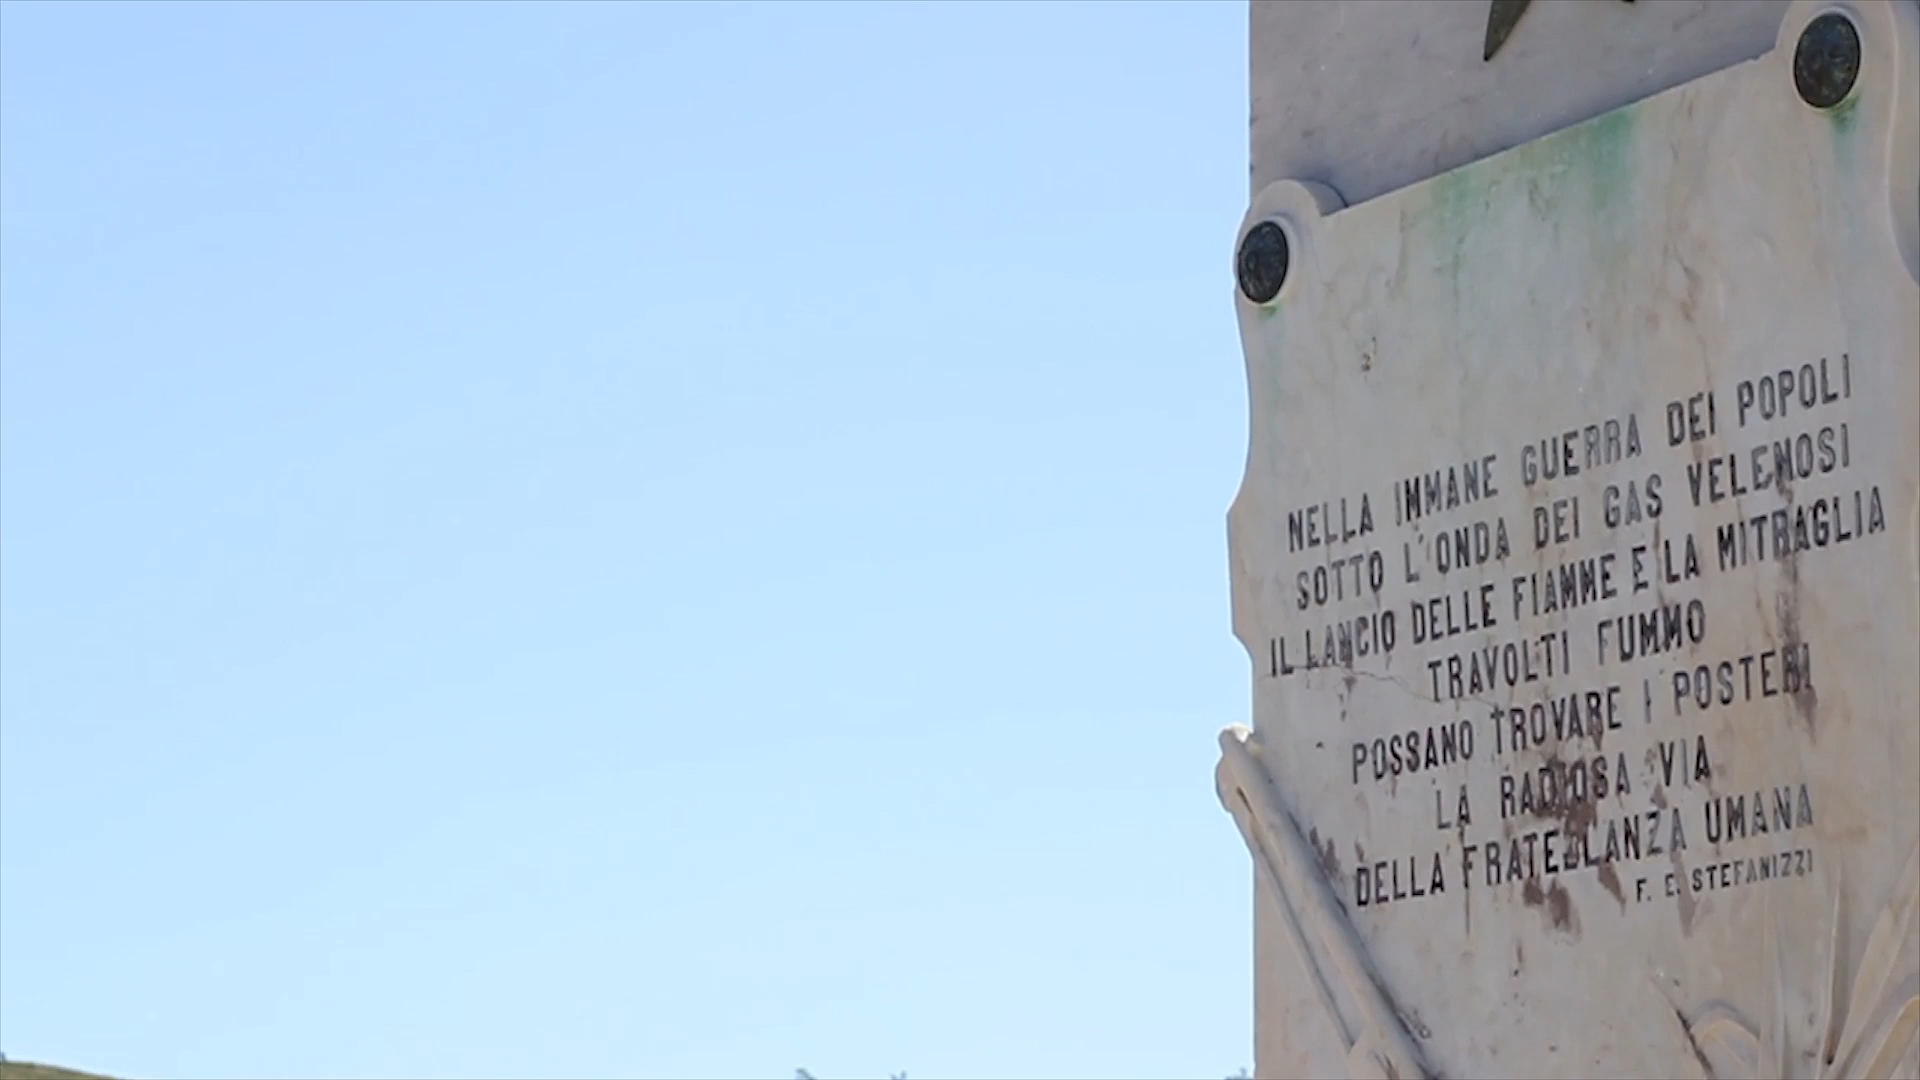 NELLA IMMANE GUERRA DEI POPOLI
SOTTO L'ONDA DEI GAS VELENOSI
IL LANCIO DELLE FIAMME E LA MITRAGLIA
TRAVOLTI FUMMO
POSSANO TROVARE I POSTERI
LA RADIOSA VIA
DELLA FRATELLANZA UMANA
F. E. STEFANIZZI